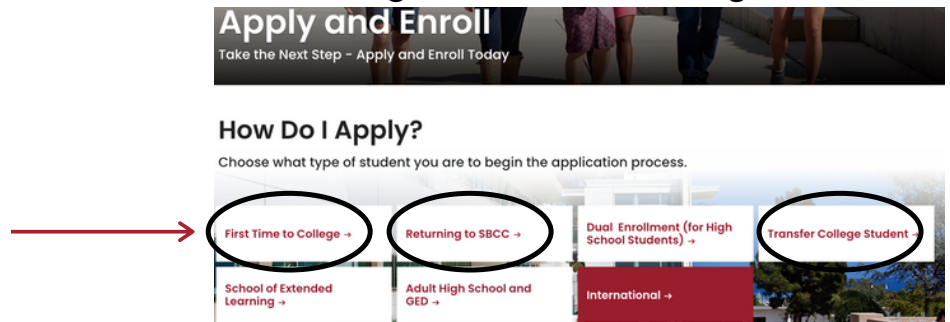 Apply and Enroll
Take the Next Step - Apply and Enroll Today
How Do I Apply?
Choose what type of student you are to begin the application process.
First Time to College →
Returning to SBCC →
Dual Enrollment (for High
School Students) →
Transfer College Student →
School of Extended
Learning →
Adult High School and
GED →
International →